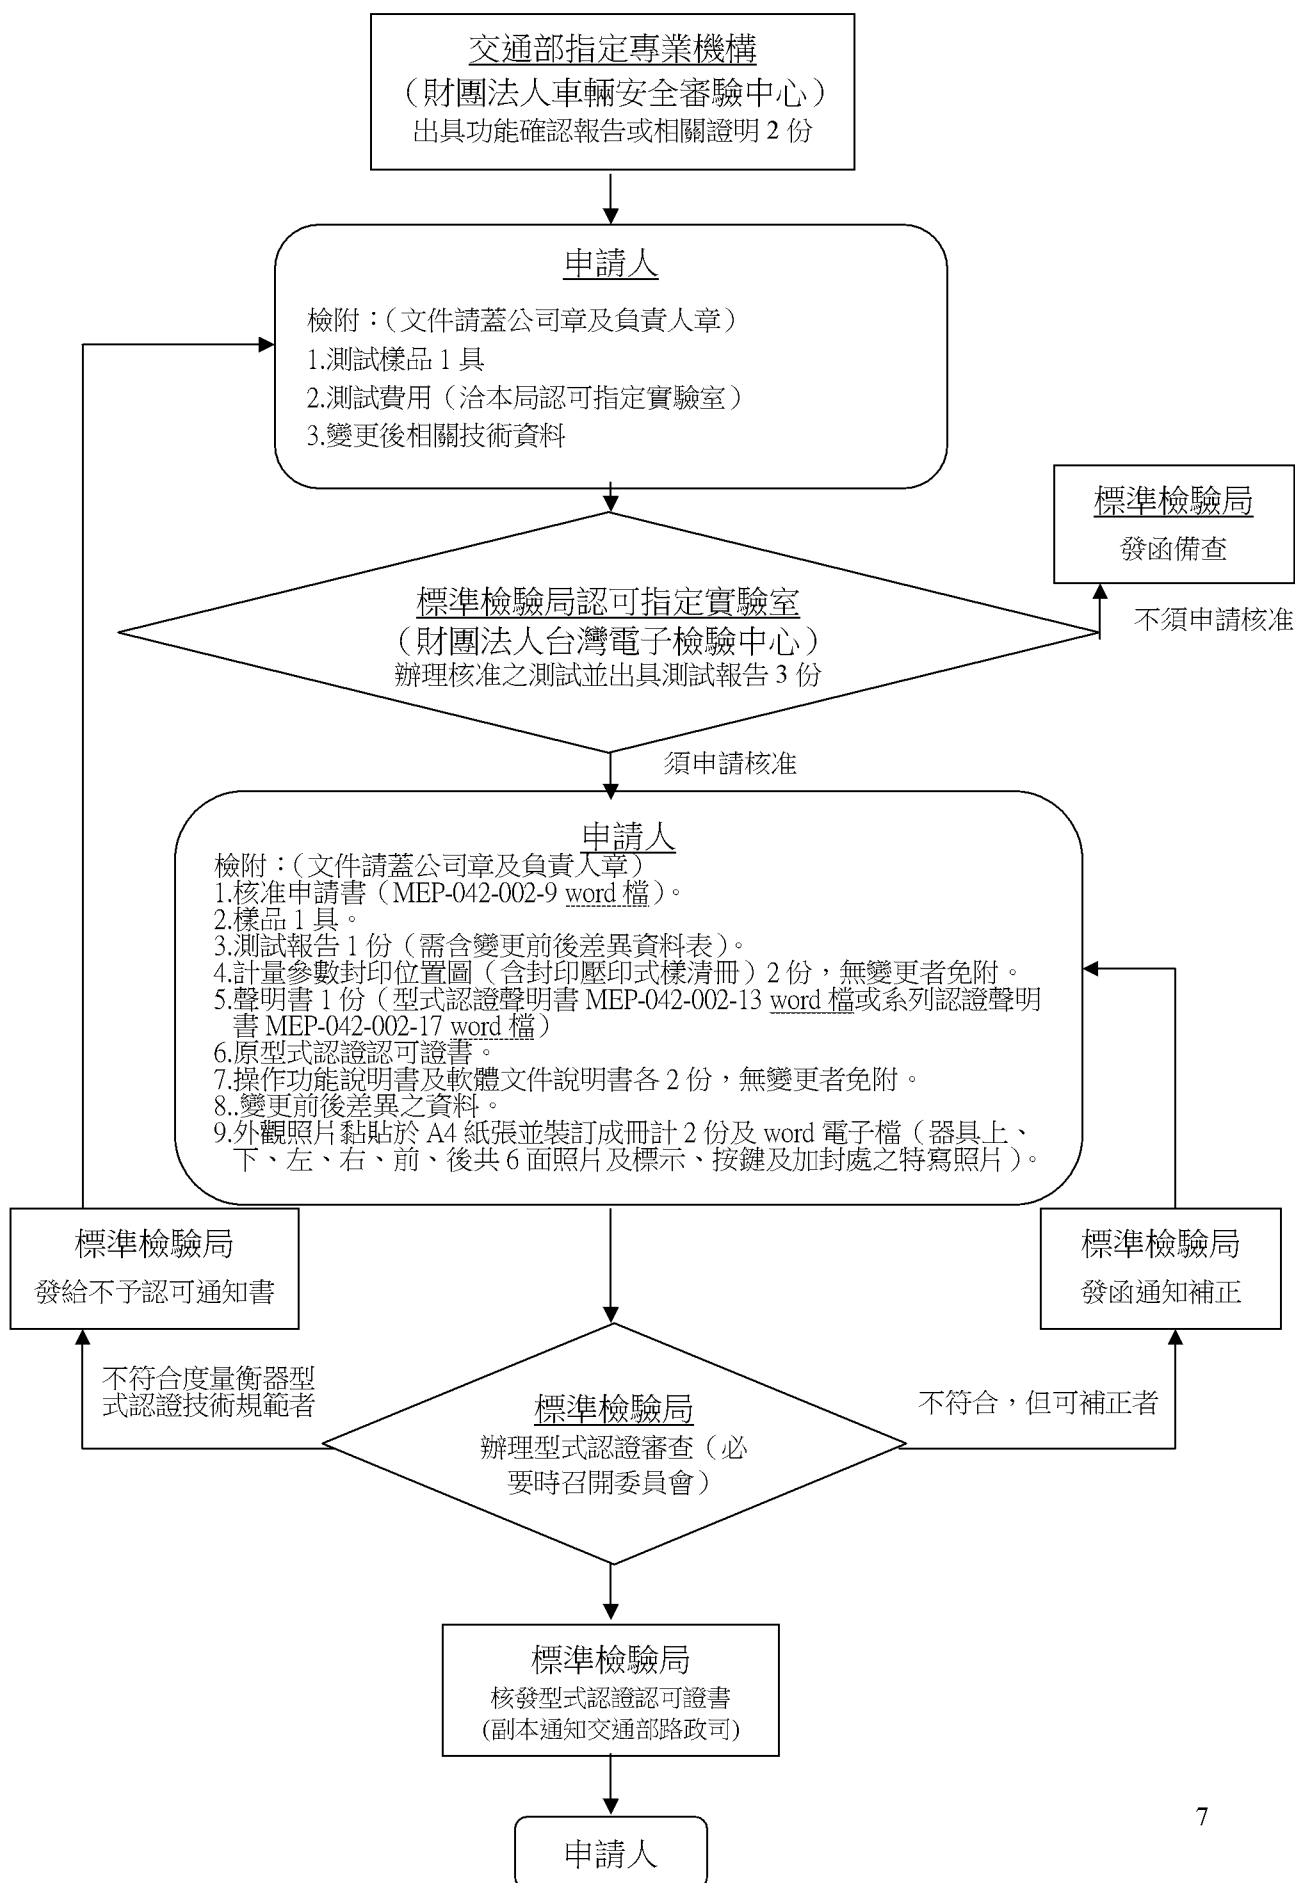 交通部指定專業機構
（財團法人車輛安全審驗中心）
出具功能確認報告或相關證明 2 份
申請人
檢附：（文件請蓋公司章及負責人章）
1.測試樣品 1 具
2.測試費用（洽本局認可指定實驗室）
3.變更後相關技術資料
標準檢驗局
發函備查
標準檢驗局認可指定實驗室
（財團法人台灣電子檢驗中心）
辦理核准之測試並出具測試報告 3 份
不須申請核准
須申請核准
申請人
檢附：（文件請蓋公司章及負責人章）
1.核准申請書（MEP-042-002-9 word 檔）。
2.樣品 1 具。
3.測試報告 1 份（需含變更前後差異資料表）。
4.計量參數封印位置圖（含封印壓印式樣清冊）2 份，無變更者免附。
5.聲明書 1 份（型式認證聲明書 MEP-042-002-13 word 檔或系列認證聲明
書 MEP-042-002-17 word 檔）
6.原型式認證認可證書。
7.操作功能說明書及軟體文件說明書各 2 份，無變更者免附。
8..變更前後差異之資料。
9.外觀照片黏貼於 A4 紙張並裝訂成冊計 2 份及 word 電子檔（器具上、
下、左、右、前、後共 6 面照片及標示、按鍵及加封處之特寫照片）。
標準檢驗局
發給不予認可通知書
標準檢驗局
發函通知補正
不符合度量衡器型
式認證技術規範者
標準檢驗局
辦理型式認證審查（必
要時召開委員會）
不符合，但可補正者
標準檢驗局
核發型式認證認可證書
(副本通知交通部路政司)
申請人
7